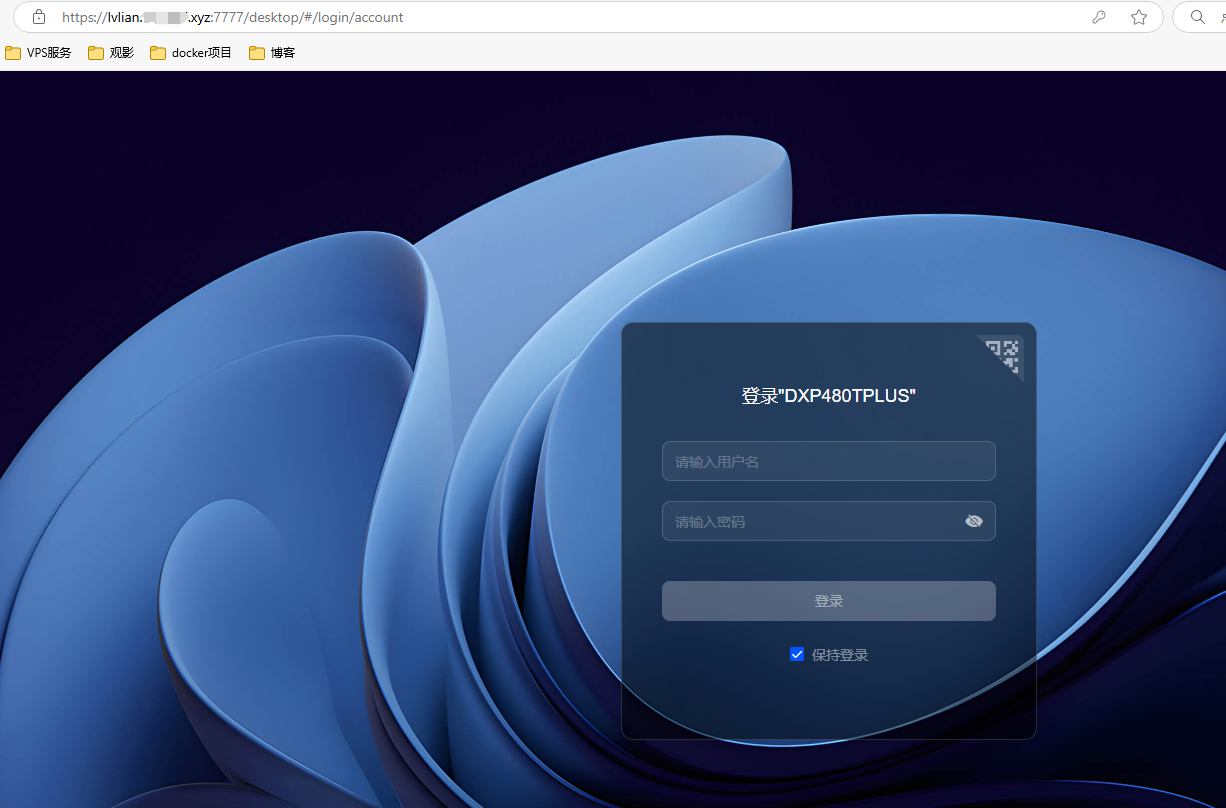 https://lvlian. .xyz:7777/desktop/#/login/account
VPS服务 观影 docker项目 博客
登录"DXP480TPLUS"
请输入用户名
请输入密码
登录
保持登录